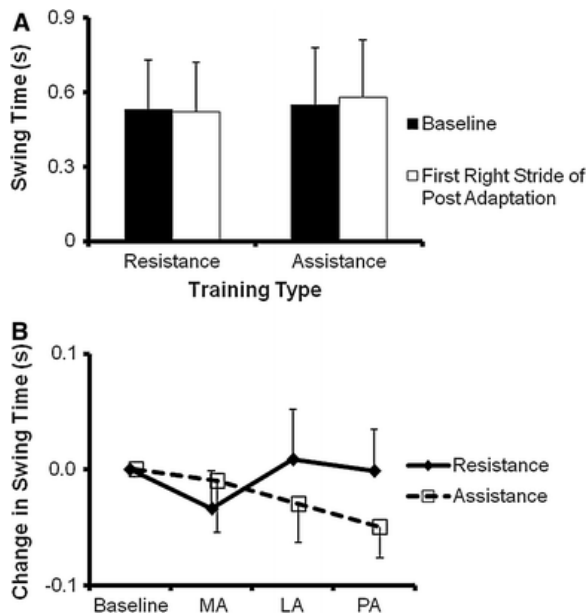 A
0.9
0.6
0.3
0
Swing Time (s)
Baseline
First Right Stride of
Post Adaptation
Resistance
Assistance
Training Type
B
0.1
0.0
-0.1
Change in Swing Time (s)
Resistance
Assistance
Baseline
MA
LA
PA